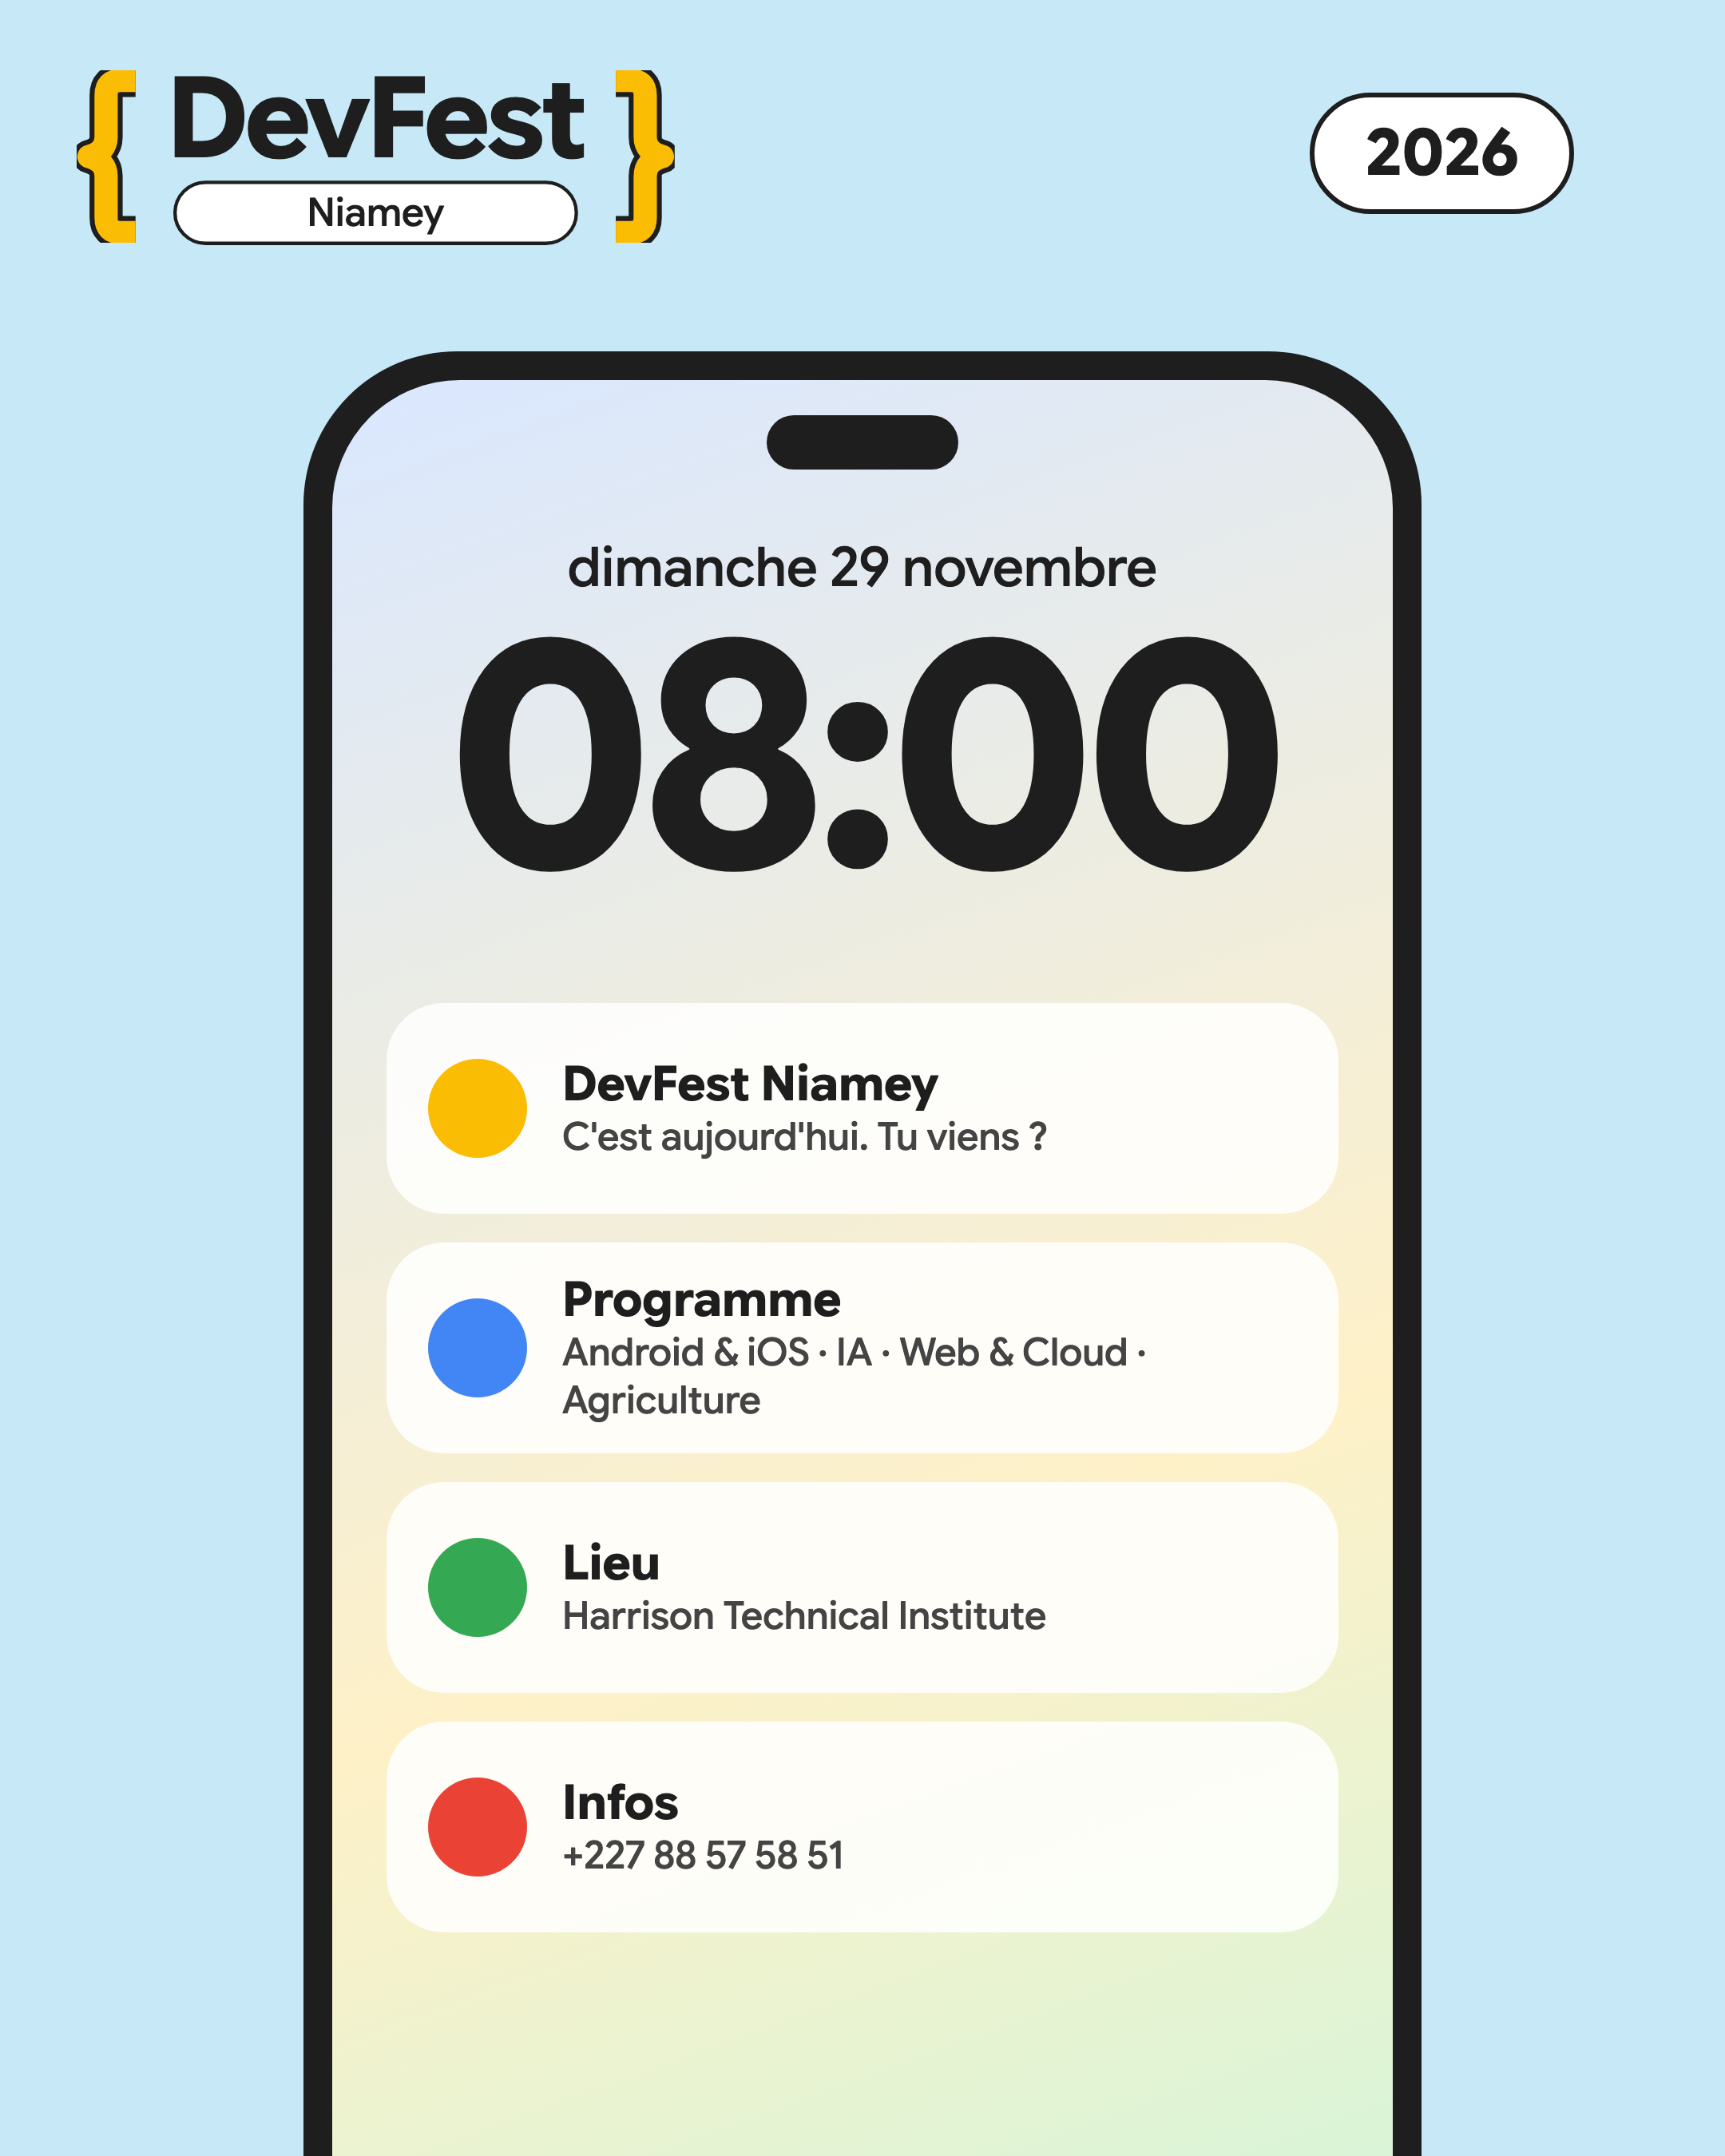 { DevFest }
Niamey
2026
dimanche 29 novembre
08:00
DevFest Niamey
C'est aujourd'hui. Tu viens ?
Programme
Android & iOS · IA · Web & Cloud ·
Agriculture
Lieu
Harrison Technical Institute
Infos
+227 88 57 58 51